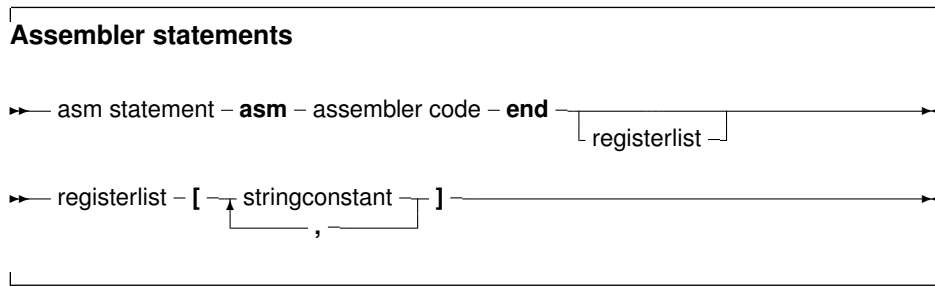 Assembler statements
asm statement – asm – assembler code – end
registerlist
registerlist – [ stringconstant ]
,